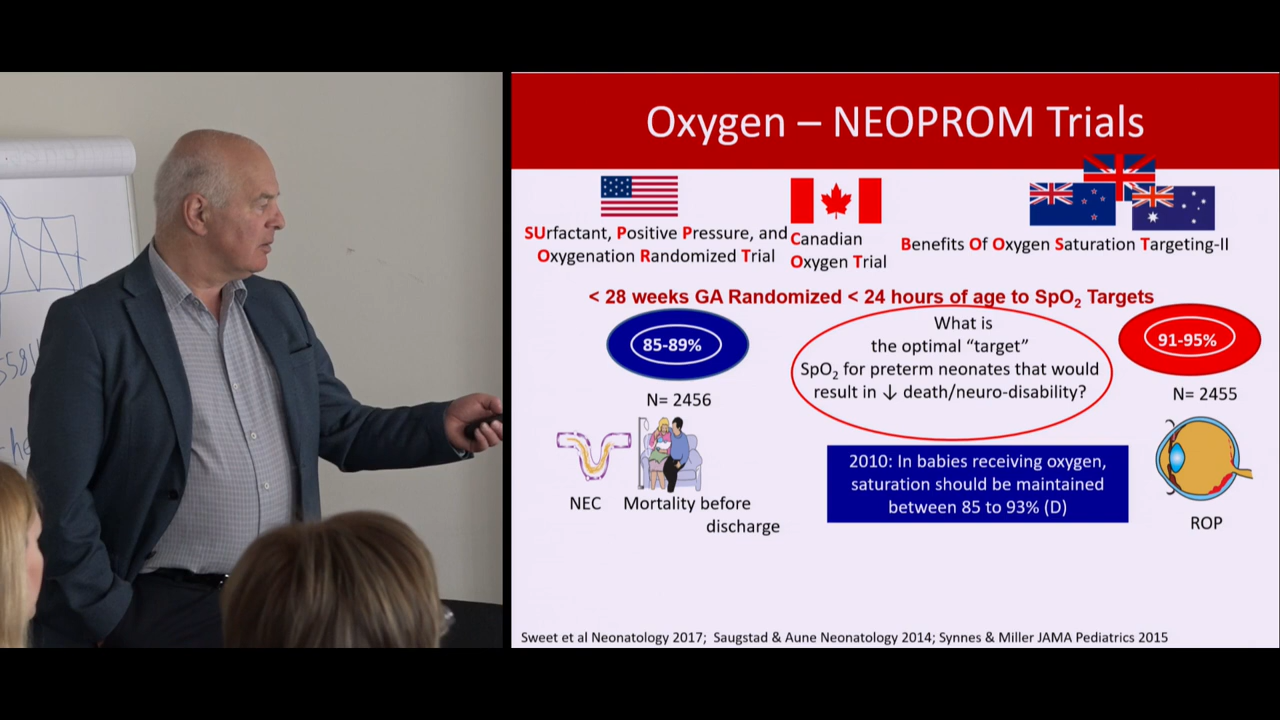 Oxygen – NEOPROM Trials
SUrfactant, Positive Pressure, and
Oxygenation Randomized Trial
Canadian
Oxygen Trial
Benefits Of Oxygen Saturation Targeting-II
< 28 weeks GA Randomized < 24 hours of age to SpO₂ Targets
85-89%
N= 2456
What is
the optimal “target”
SpO₂ for preterm neonates that would
result in ↓ death/neuro-disability?
91-95%
N= 2455
NEC
Mortality before
discharge
2010: In babies receiving oxygen,
saturation should be maintained
between 85 to 93% (D)
ROP
Sweet et al Neonatology 2017; Saugstad & Aune Neonatology 2014; Synnes & Miller JAMA Pediatrics 2015